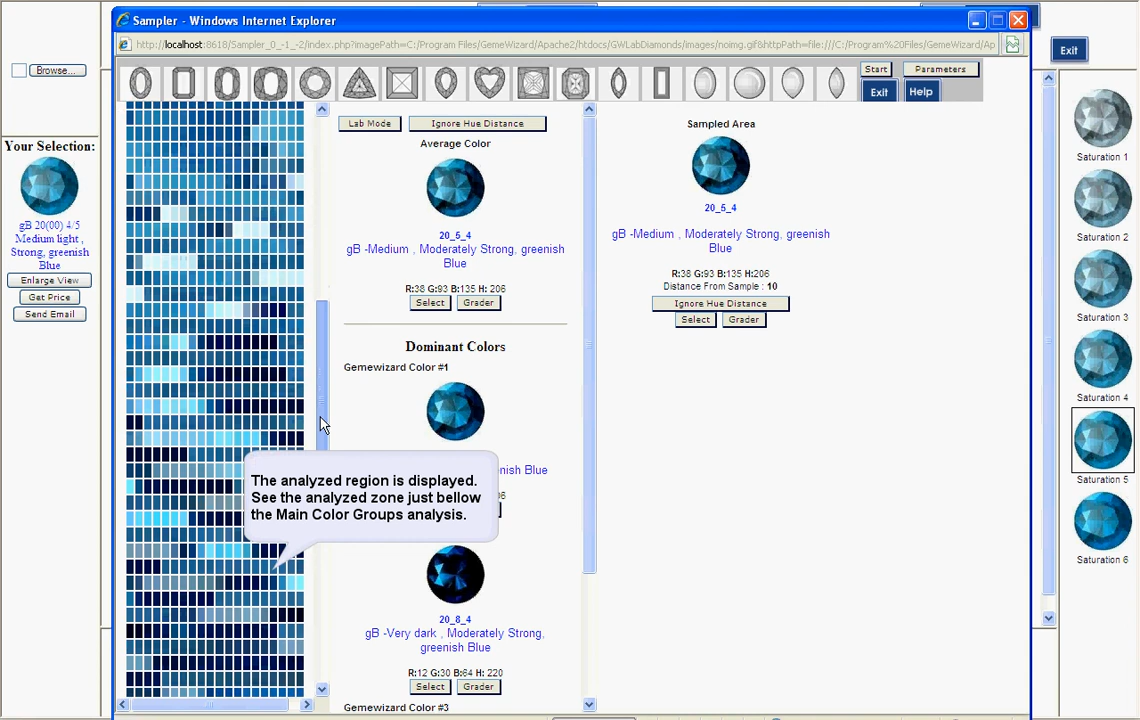 Sampler - Windows Internet Explorer
http://localhost:8618/Sampler_0_-1_-2/index.php?imagePath=C:/Program Files/GemeWizard/Apache2/htdocs/GWLabDiamonds/images/noimg.gif&httpPath=file:///C:/Program%20Files/GemeWizard/Ap
Exit
Browse...
Start
Parameters
Exit
Help
Your Selection:
gB 20(00) 4/5
Medium light ,
Strong, greenish
Blue
Enlarge View
Get Price
Send Email
Lab Mode
Ignore Hue Distance
Average Color
20_5_4
gB -Medium , Moderately Strong, greenish
Blue
R:38 G:93 B:135 H: 206
Select
Grader
Dominant Colors
Gemewizard Color #1
nish Blue
The analyzed region is displayed.
See the analyzed zone just bellow
the Main Color Groups analysis.
20_8_4
gB -Very dark , Moderately Strong,
greenish Blue
R:12 G:30 B:64 H: 220
Select
Grader
Gemewizard Color #3
Sampled Area
20_5_4
gB -Medium , Moderately Strong, greenish
Blue
R:38 G:93 B:135 H:206
Distance From Sample : 10
Ignore Hue Distance
Select
Grader
Saturation 1
Saturation 2
Saturation 3
Saturation 4
Saturation 5
Saturation 6